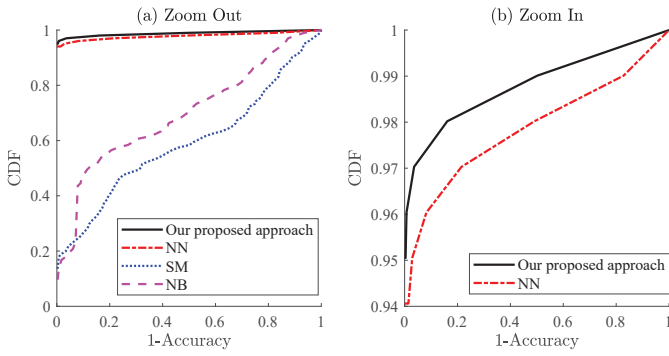 (a) Zoom Out
CDF
1
0.8
0.6
0.4
0.2
0
0
0.2
0.4
0.6
0.8
1
1-Accuracy
Our proposed approach
NN
SM
NB
(b) Zoom In
CDF
1
0.99
0.98
0.97
0.96
0.95
0.94
0
0.2
0.4
0.6
0.8
1
1-Accuracy
Our proposed approach
NN